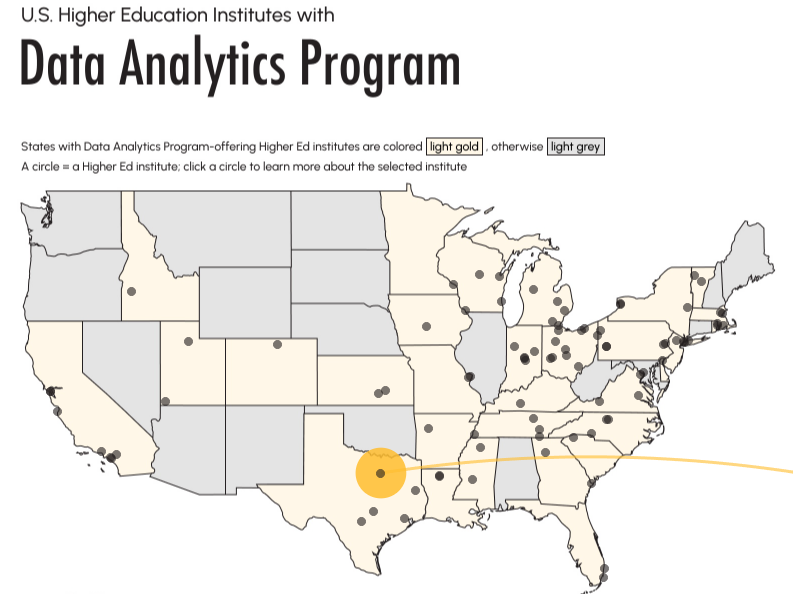 U.S. Higher Education Institutes with
Data Analytics Program
States with Data Analytics Program-offering Higher Ed institutes are colored light gold , otherwise light grey
A circle = a Higher Ed institute; click a circle to learn more about the selected institute